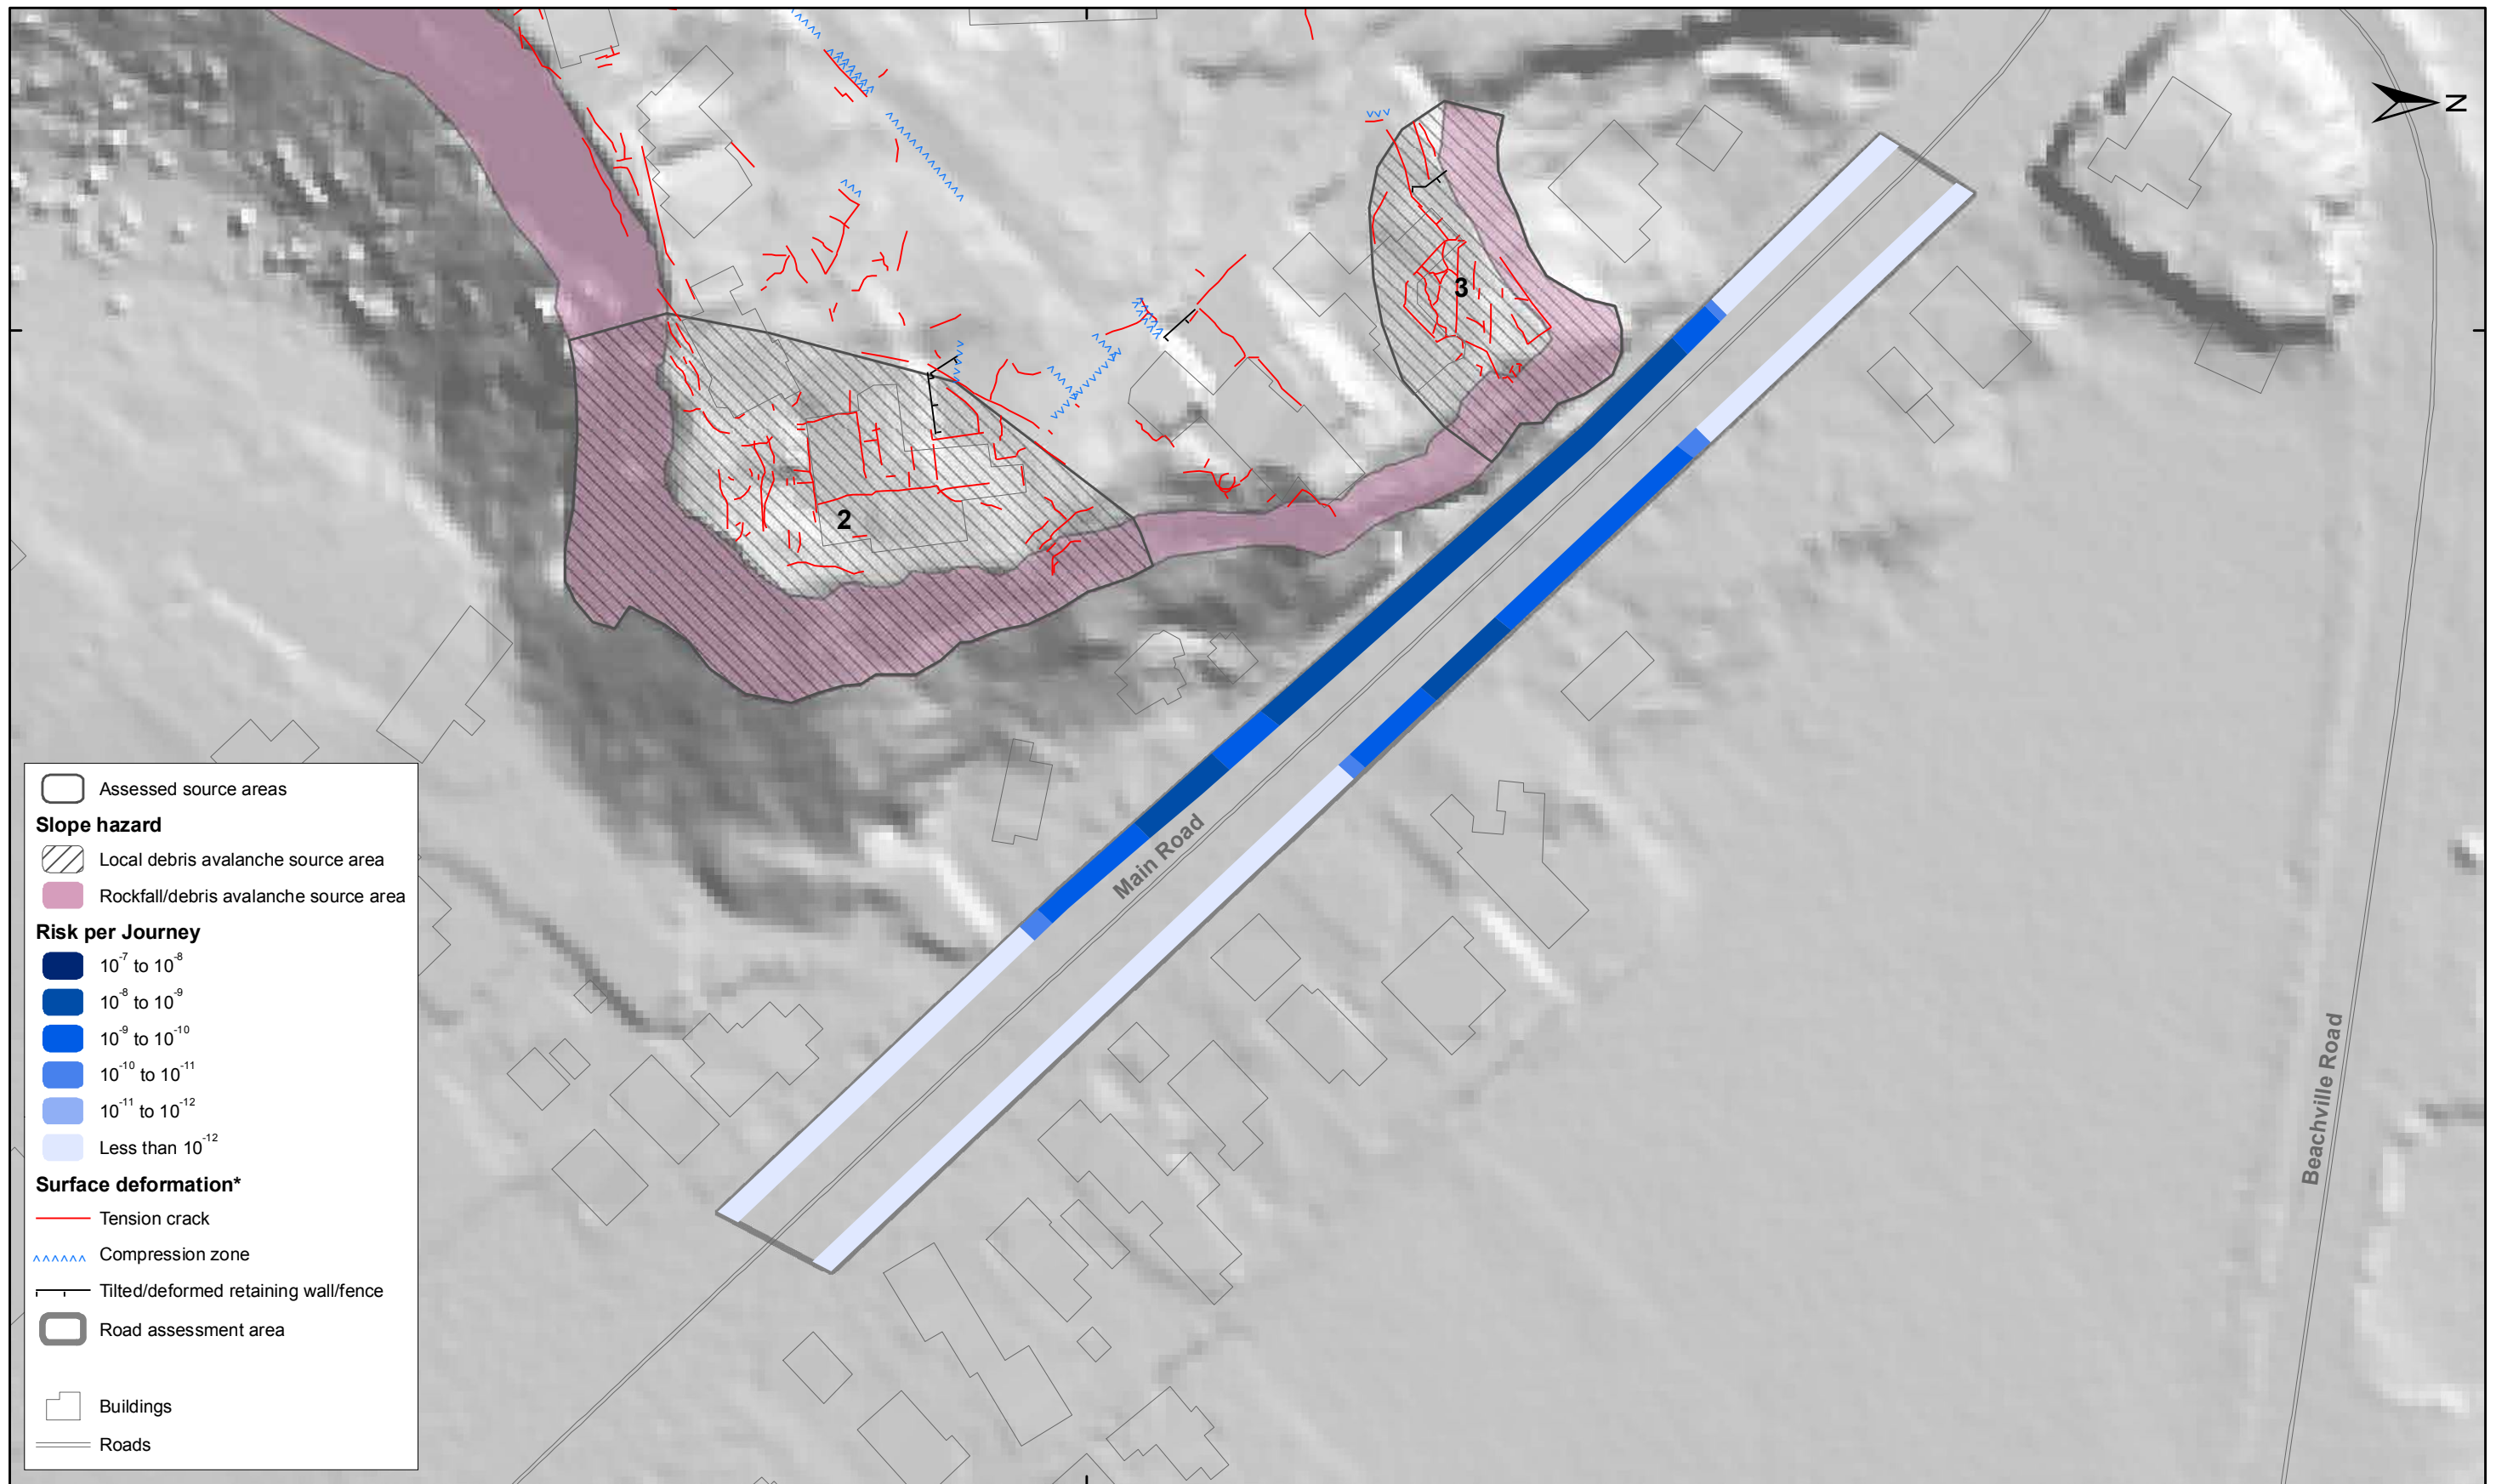 N
3
2
Main Road
Beachville Road
Assessed source areas
Slope hazard
Local debris avalanche source area
Rockfall/debris avalanche source area
Risk per Journey
10⁻⁷ to 10⁻⁸
10⁻⁸ to 10⁻⁹
10⁻⁹ to 10⁻¹⁰
10⁻¹⁰ to 10⁻¹¹
10⁻¹¹ to 10⁻¹²
Less than 10⁻¹²
Surface deformation*
Tension crack
Compression zone
Tilted/deformed retaining wall/fence
Road assessment area
Buildings
Roads